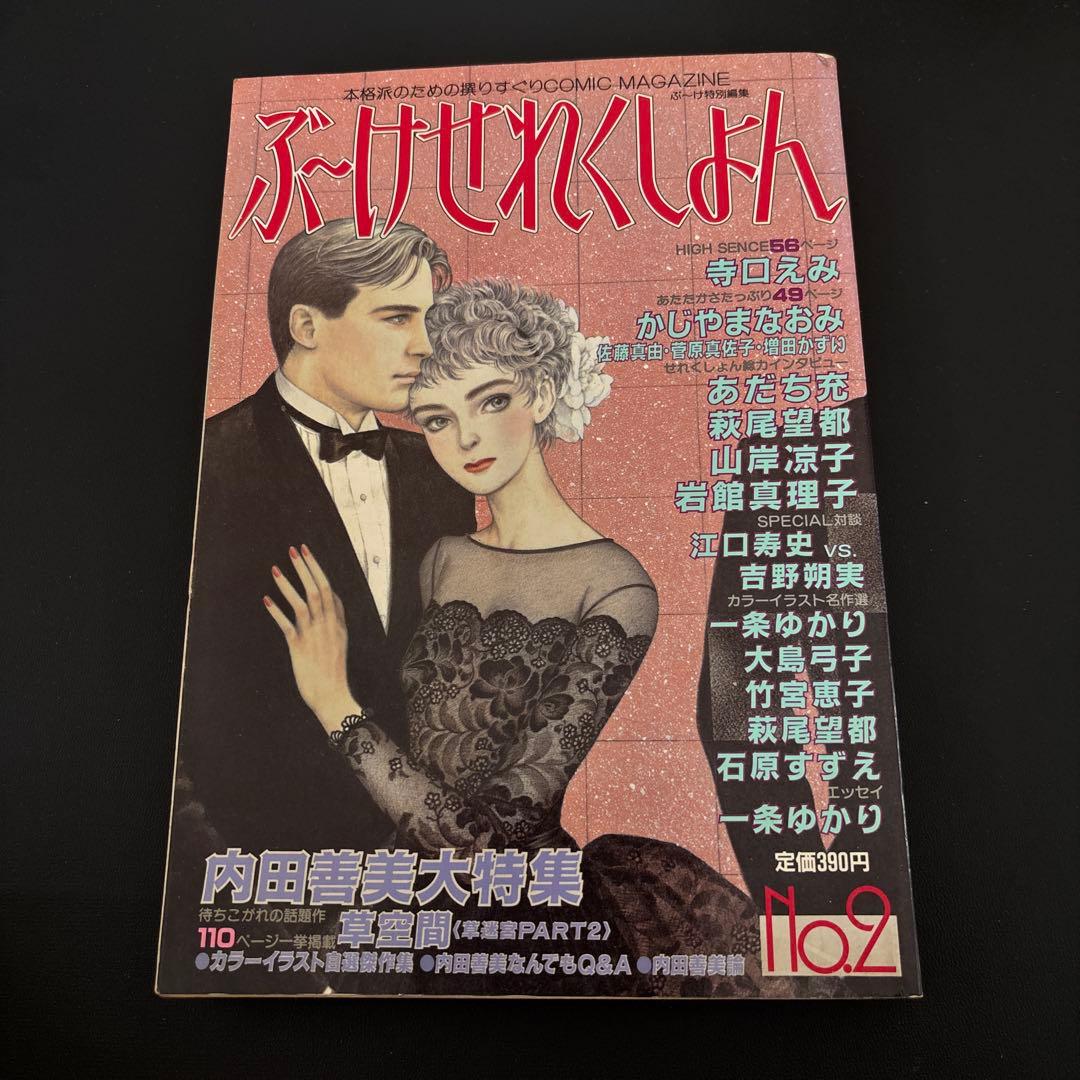 本格派のための撰りすぐりCOMIC MAGAZINE
ぶ〜け特別編集
ぶ〜けせれくしょん
HIGH SENCE56ページ
寺口えみ
あたたかさたっぷり49ページ
かじやまなおみ
佐藤真由・菅原真佐子・増田かずい
せれくしょん総力インタビュー
あだち充
萩尾望都
山岸凉子
岩館真理子
SPECIAL対談
江口寿史 vs.
吉野朔実
カラーイラスト名作選
一条ゆかり
大島弓子
竹宮恵子
萩尾望都
石原すずえ
エッセイ
一条ゆかり
定価390円
No.2
内田善美大特集
待ちこがれの話題作
110ページ一挙掲載 草空間〈草迷宮PART2〉
●カラーイラスト自選傑作集 ●内田善美なんでもQ&A ●内田善美論